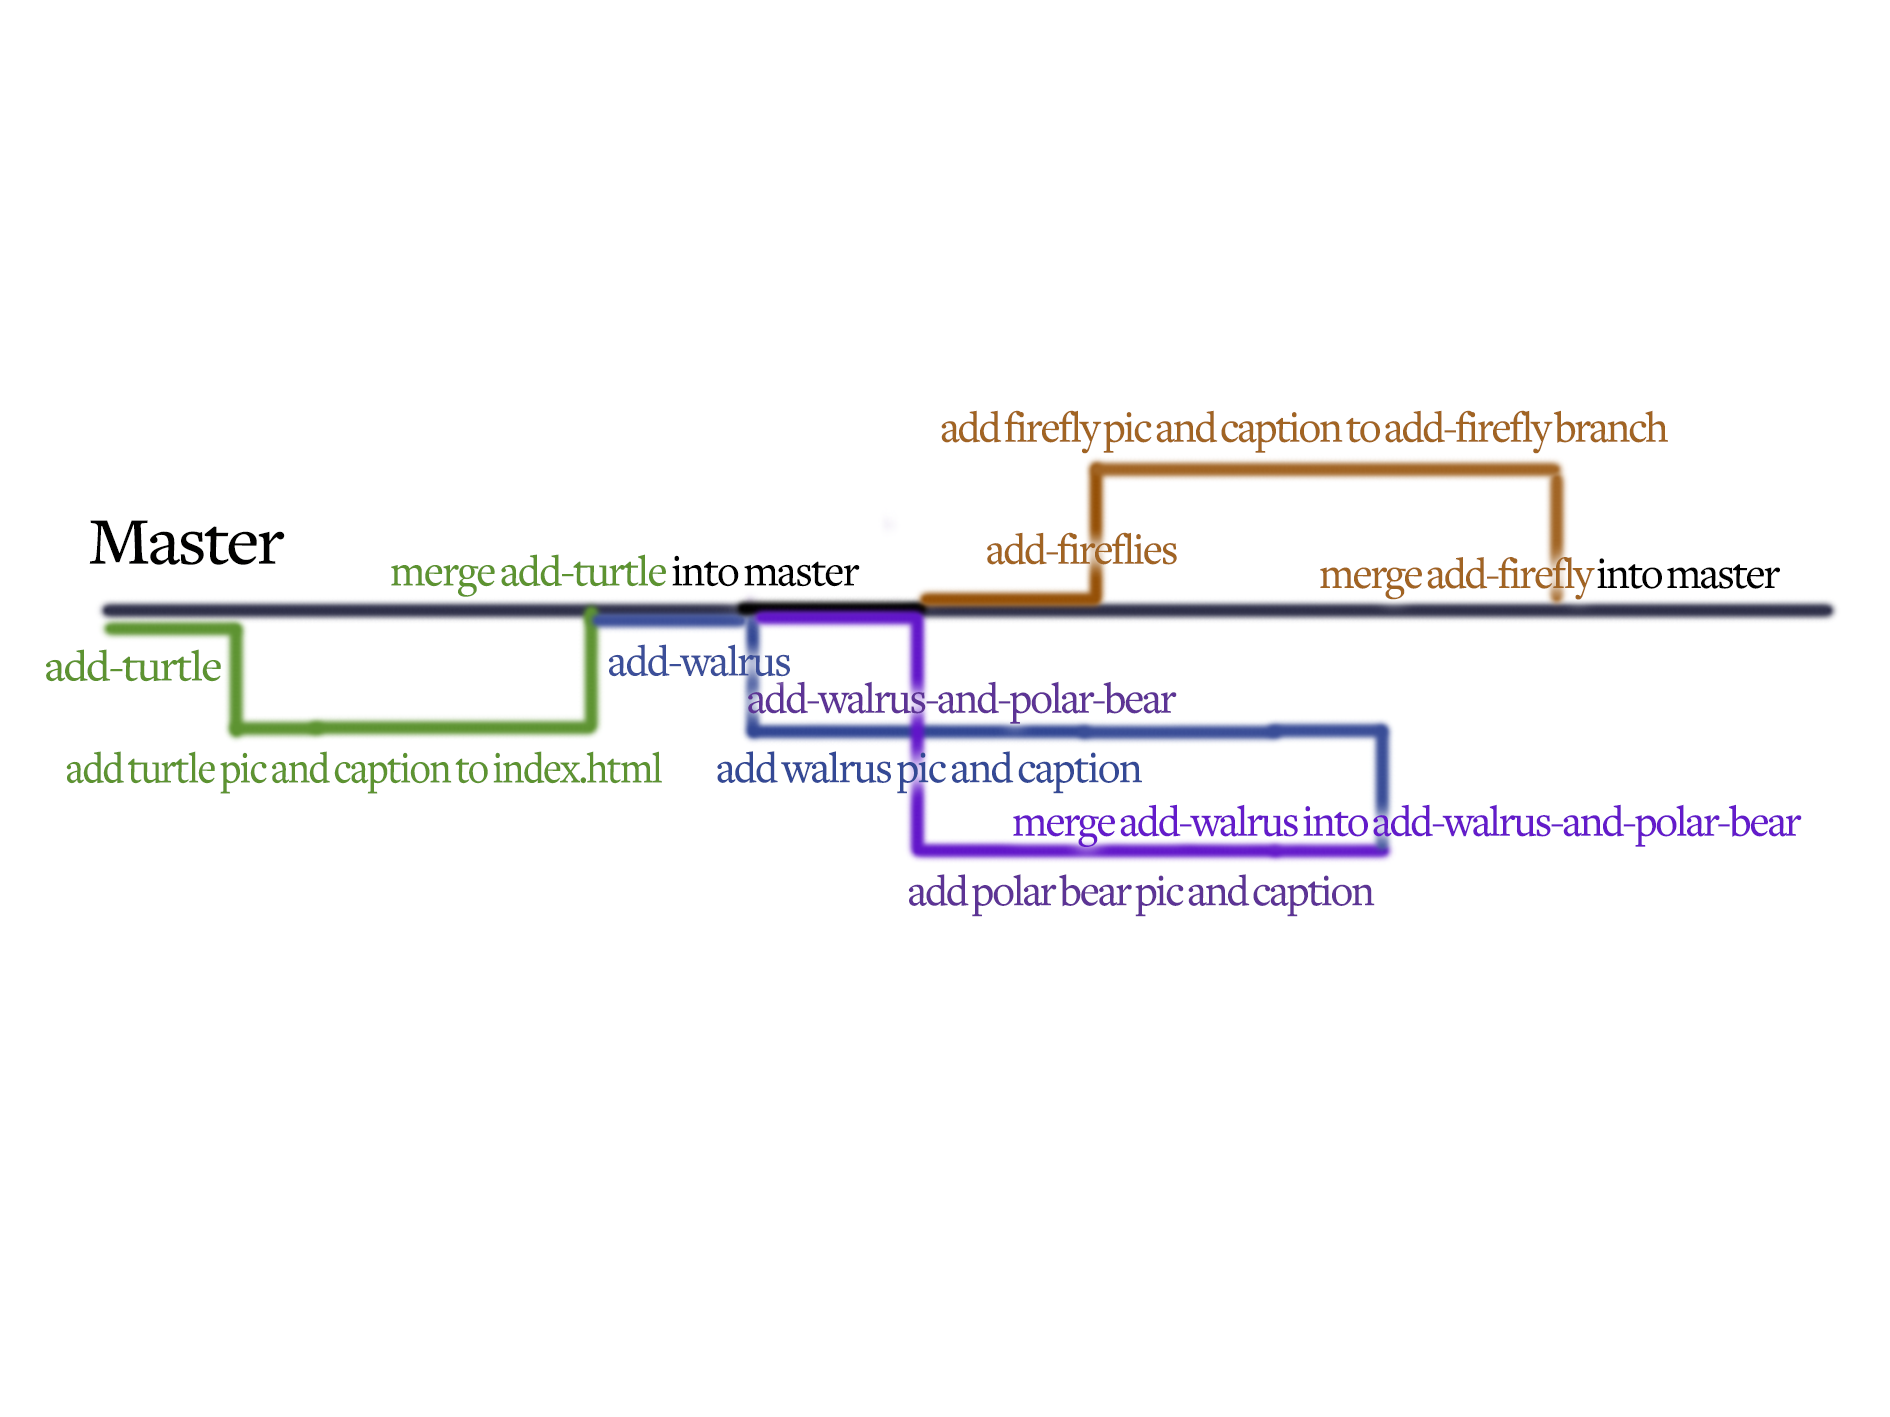 add firefly pic and caption to add-firefly branch
Master
add-fireflies
merge add-turtle into master
merge add-firefly into master
add-turtle
add-walrus
add-walrus-and-polar-bear
add turtle pic and caption to index.html
add walrus pic and caption
merge add-walrus into add-walrus-and-polar-bear
add polar bear pic and caption